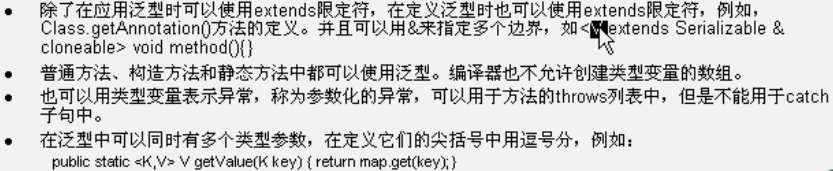 ● 除了在应用泛型时可以使用extends限定符，在定义泛型时也可以使用extends限定符，例如，
Class.getAnnotation()方法的定义。并且可以用&来指定多个边界，如<V extends Serializable &
cloneable> void method(){}
● 普通方法、构造方法和静态方法中都可以使用泛型。编译器也不允许创建类型变量的数组。
● 也可以用类型变量表示异常，称为参数化的异常，可以用于方法的throws列表中，但是不能用于catch
子句中。
● 在泛型中可以同时有多个类型参数，在定义它们的尖括号中用逗号分，例如：
public static <K,V> V getValue(K key) { return map.get(key);}